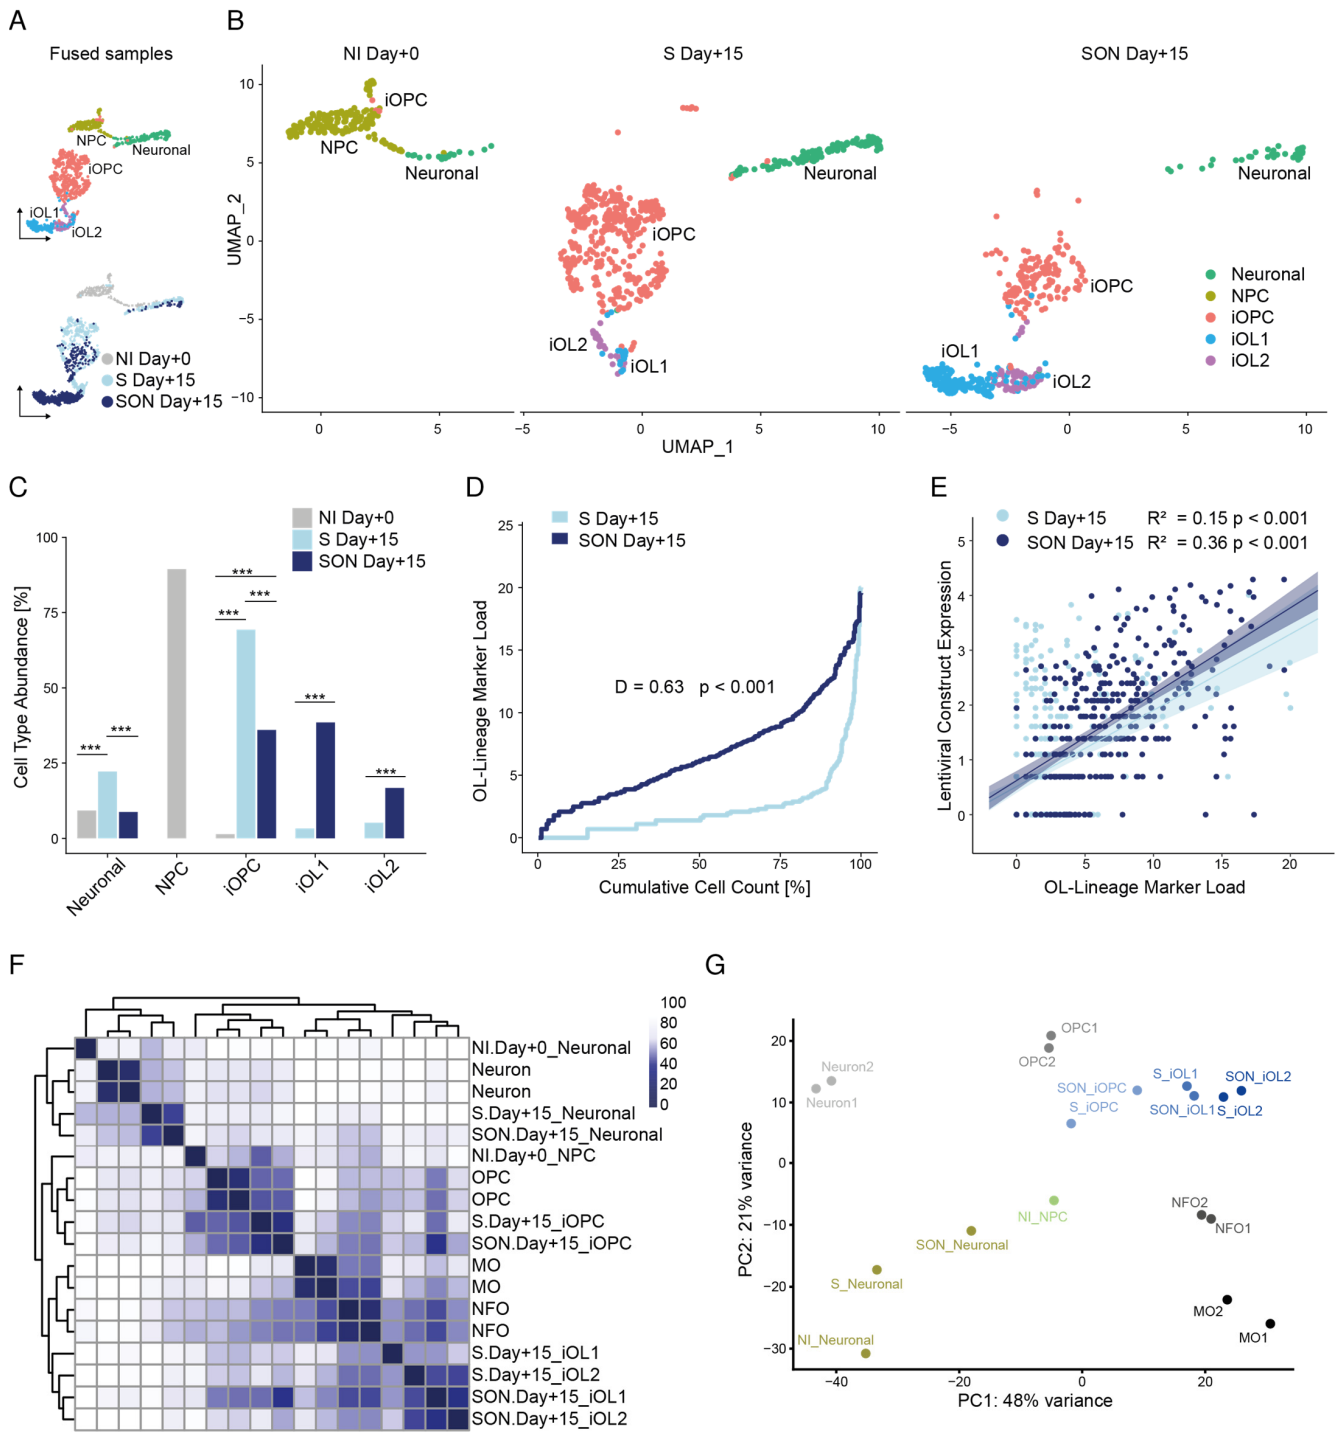 A
Fused samples
NPC
Neuronal
iOPC
iOL1
iOL2
NI Day+0
S Day+15
SON Day+15
B
NI Day+0
S Day+15
SON Day+15
UMAP_2
10
5
0
−5
−10
iOPC
NPC
Neuronal
0
5
Neuronal
iOPC
iOL2
iOL1
−5
0
5
10
Neuronal
iOPC
iOL1
iOL2
Neuronal
NPC
iOPC
iOL1
iOL2
−5
0
5
10
UMAP_1
C
NI Day+0
S Day+15
SON Day+15
Cell Type Abundance [%]
100
75
50
25
0
***
***
***
***
***
***
***
Neuronal
NPC
iOPC
iOL1
iOL2
D
S Day+15
SON Day+15
OL-Lineage Marker Load
25
20
15
10
5
0
D = 0.63 p < 0.001
0
25
50
75
100
Cumulative Cell Count [%]
E
S Day+15 R² = 0.15 p < 0.001
SON Day+15 R² = 0.36 p < 0.001
Lentiviral Construct Expression
5
4
3
2
1
0
0
5
10
15
20
OL-Lineage Marker Load
F
100
80
60
40
20
0
NI.Day+0_Neuronal
Neuron
Neuron
S.Day+15_Neuronal
SON.Day+15_Neuronal
NI.Day+0_NPC
OPC
OPC
S.Day+15_iOPC
SON.Day+15_iOPC
MO
MO
NFO
NFO
S.Day+15_iOL1
S.Day+15_iOL2
SON.Day+15_iOL1
SON.Day+15_iOL2
G
PC2: 21% variance
20
10
0
−10
−20
−30
OPC1
OPC2
Neuron2
Neuron1
SON_iOPC
S_iOPC
S_iOL1
SON_iOL1
SON_iOL2
S_iOL2
NI_NPC
NFO2
NFO1
SON_Neuronal
S_Neuronal
NI_Neuronal
MO2
MO1
−40
−20
0
20
PC1: 48% variance